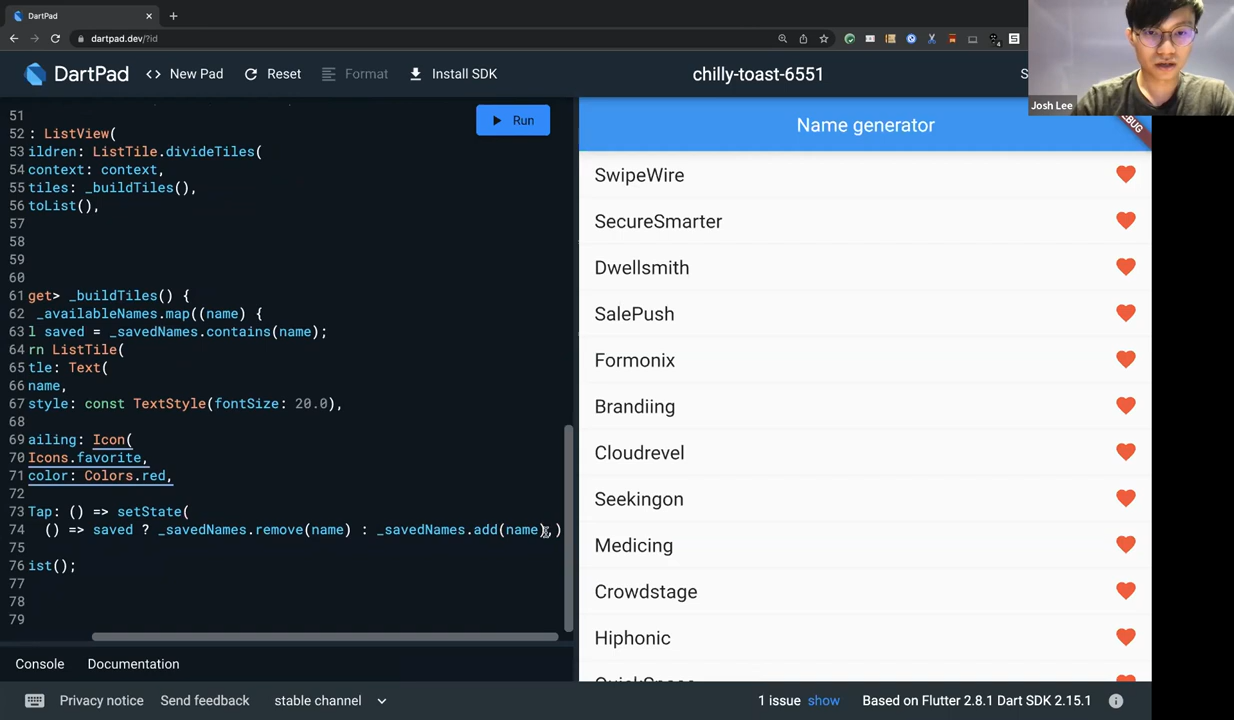 DartPad
dartpad.dev/?id
DartPad
<> New Pad
Reset
Format
Install SDK
chilly-toast-6551
S
Josh Lee
Run
51
52 : ListView(
53 ildren: ListTile.divideTiles(
54 context: context,
55 tiles: _buildTiles(),
56 toList(),
57
58
59
60
61 get> _buildTiles() {
62 _availableNames.map((name) {
63 l saved = _savedNames.contains(name);
64 rn ListTile(
65 tle: Text(
66 name,
67 style: const TextStyle(fontSize: 20.0),
68
69 ailing: Icon(
70 Icons.favorite,
71 color: Colors.red,
72
73 Tap: () => setState(
74 () => saved ? _savedNames.remove(name) : _savedNames.add(name),)
75
76 ist();
77
78
79
Name generator
BUG
SwipeWire
SecureSmarter
Dwellsmith
SalePush
Formonix
Brandiing
Cloudrevel
Seekingon
Medicing
Crowdstage
Hiphonic
Console
Documentation
Privacy notice
Send feedback
stable channel
1 issue show
Based on Flutter 2.8.1 Dart SDK 2.15.1